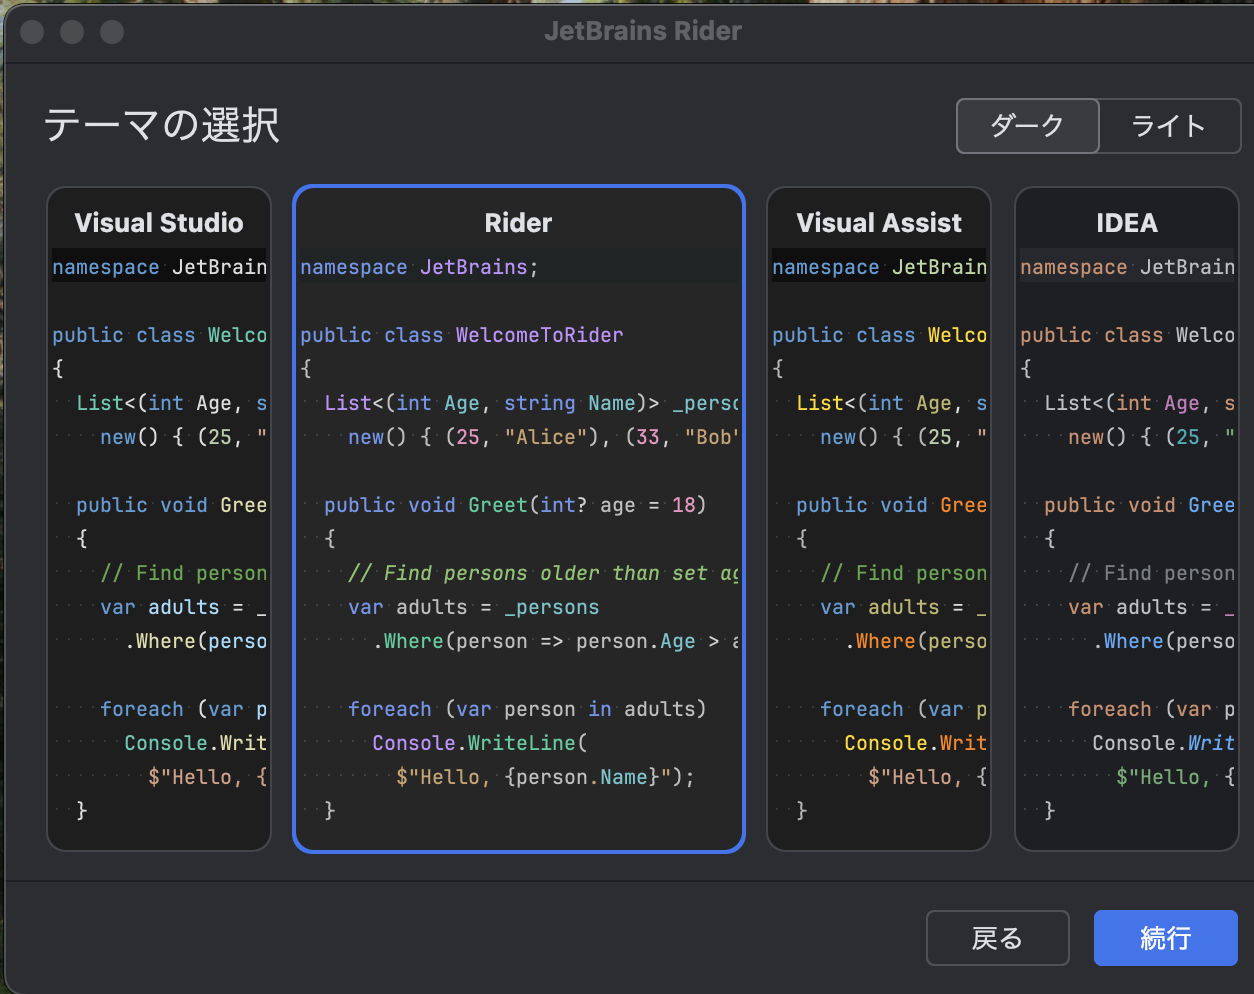 JetBrains Rider
テーマの選択
ダーク
ライト
Visual Studio
namespace JetBrain
public class Welco
{
List<(int Age, s
new() { (25, "
public void Gree
{
// Find person
var adults = _
.Where(perso
foreach (var p
Console.Writ
$"Hello, {
}
Rider
namespace JetBrains;
public class WelcomeToRider
{
List<(int Age, string Name)> _perso
new() { (25, "Alice"), (33, "Bob"
public void Greet(int? age = 18)
{
// Find persons older than set ag
var adults = _persons
.Where(person => person.Age > a
foreach (var person in adults)
Console.WriteLine(
$"Hello, {person.Name}");
}
Visual Assist
namespace JetBrain
public class Welco
{
List<(int Age, s
new() { (25, "
public void Gree
{
// Find person
var adults = _
.Where(perso
foreach (var p
Console.Writ
$"Hello, {
}
IDEA
namespace JetBrain
public class Welco
{
List<(int Age, s
new() { (25, "
public void Gree
{
// Find person
var adults = _
.Where(perso
foreach (var p
Console.Writ
$"Hello, {
}
戻る
続行